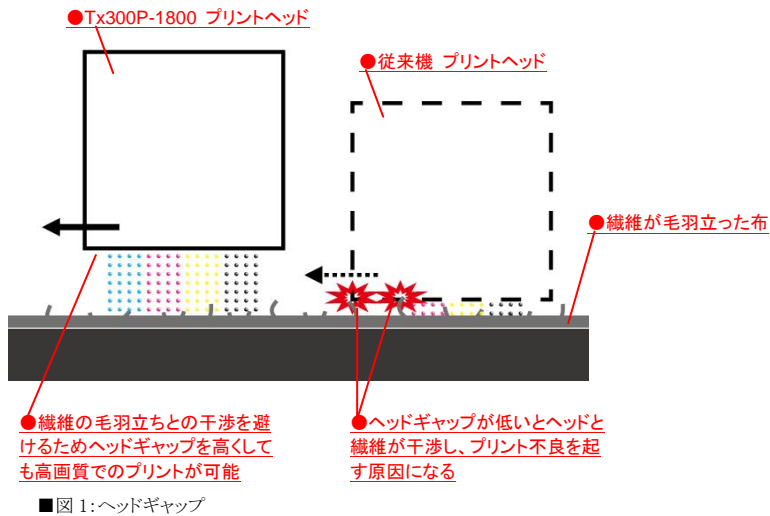 ●Tx300P-1800 プリントヘッド
●従来機 プリントヘッド
●繊維が毛羽立った布
●繊維の毛羽立ちとの干渉を避
けるためヘッドギャップを高くして
も高画質でのプリントが可能
●ヘッドギャップが低いとヘッドと
繊維が干渉し、プリント不良を起
す原因になる
■図 1:ヘッドギャップ